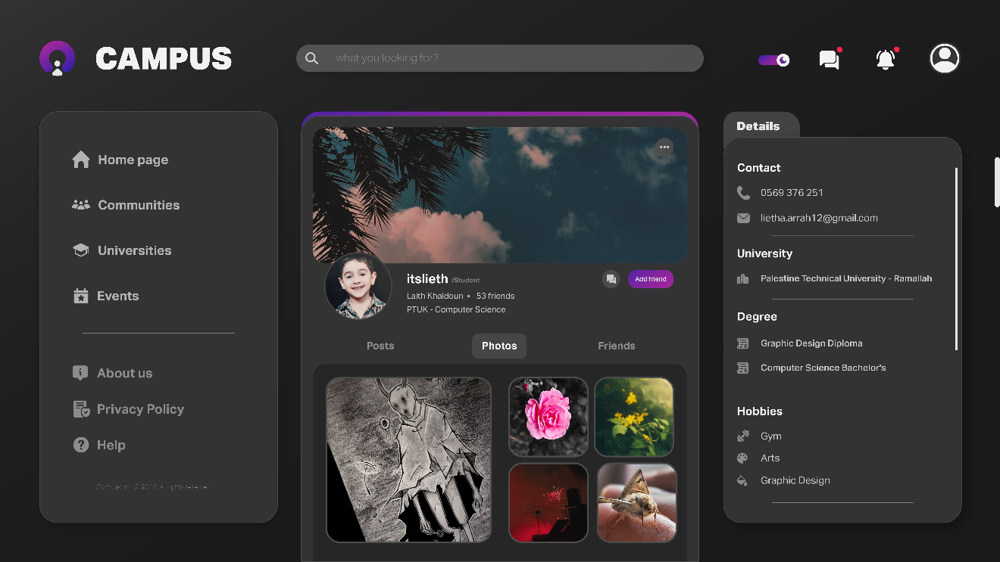 CAMPUS
what you looking for?
Home page
Communities
Universities
Events
About us
Privacy Policy
Help
itslieth /Student
Laith Khaldoun • 53 friends
PTUK - Computer Science
Add friend
Posts
Photos
Friends
Details
Contact
0569 376 251
lietha.arrah12@gmail.com
University
Palestine Technical University - Ramallah
Degree
Graphic Design Diploma
Computer Science Bachelor's
Hobbies
Gym
Arts
Graphic Design